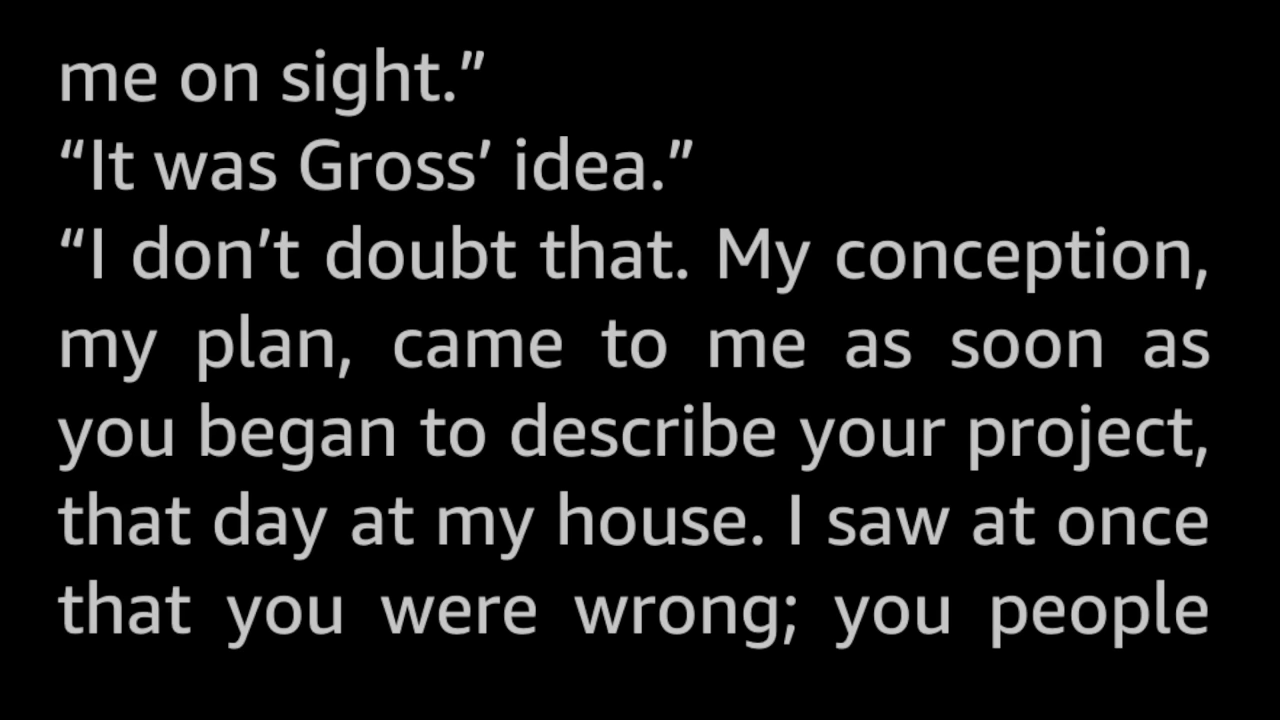 me on sight.”
“It was Gross’ idea.”
“I don’t doubt that. My conception,
my plan, came to me as soon as
you began to describe your project,
that day at my house. I saw at once
that you were wrong; you people